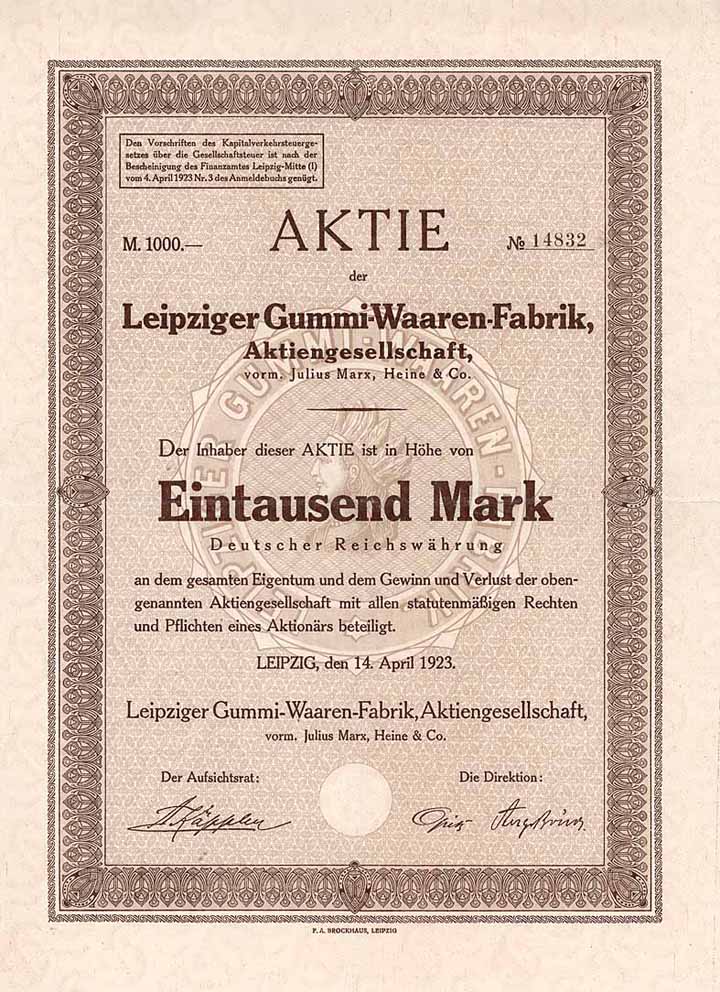 Den Vorschriften des Kapitalverkehrsteuerge-
setzes über die Gesellschaftsteuer ist nach der
Bescheinigung des Finanzamtes Leipzig-Mitte (I)
vom 4. April 1923 Nr. 3 des Anmeldebuchs genügt.
M. 1000.— AKTIE № 14832
der
Leipziger Gummi-Waaren-Fabrik,
Aktiengesellschaft,
vorm. Julius Marx, Heine & Co.
Der Inhaber dieser AKTIE ist in Höhe von
Eintausend Mark
Deutscher Reichswährung
an dem gesamten Eigentum und dem Gewinn und Verlust der oben-
genannten Aktiengesellschaft mit allen statutenmäßigen Rechten
und Pflichten eines Aktionärs beteiligt.
LEIPZIG, den 14. April 1923.
Leipziger Gummi-Waaren-Fabrik, Aktiengesellschaft,
vorm. Julius Marx, Heine & Co.
Der Aufsichtsrat: Die Direktion:
F. A. BROCKHAUS, LEIPZIG
LEIPZIGER GUMMI-WAAREN-FABRIK